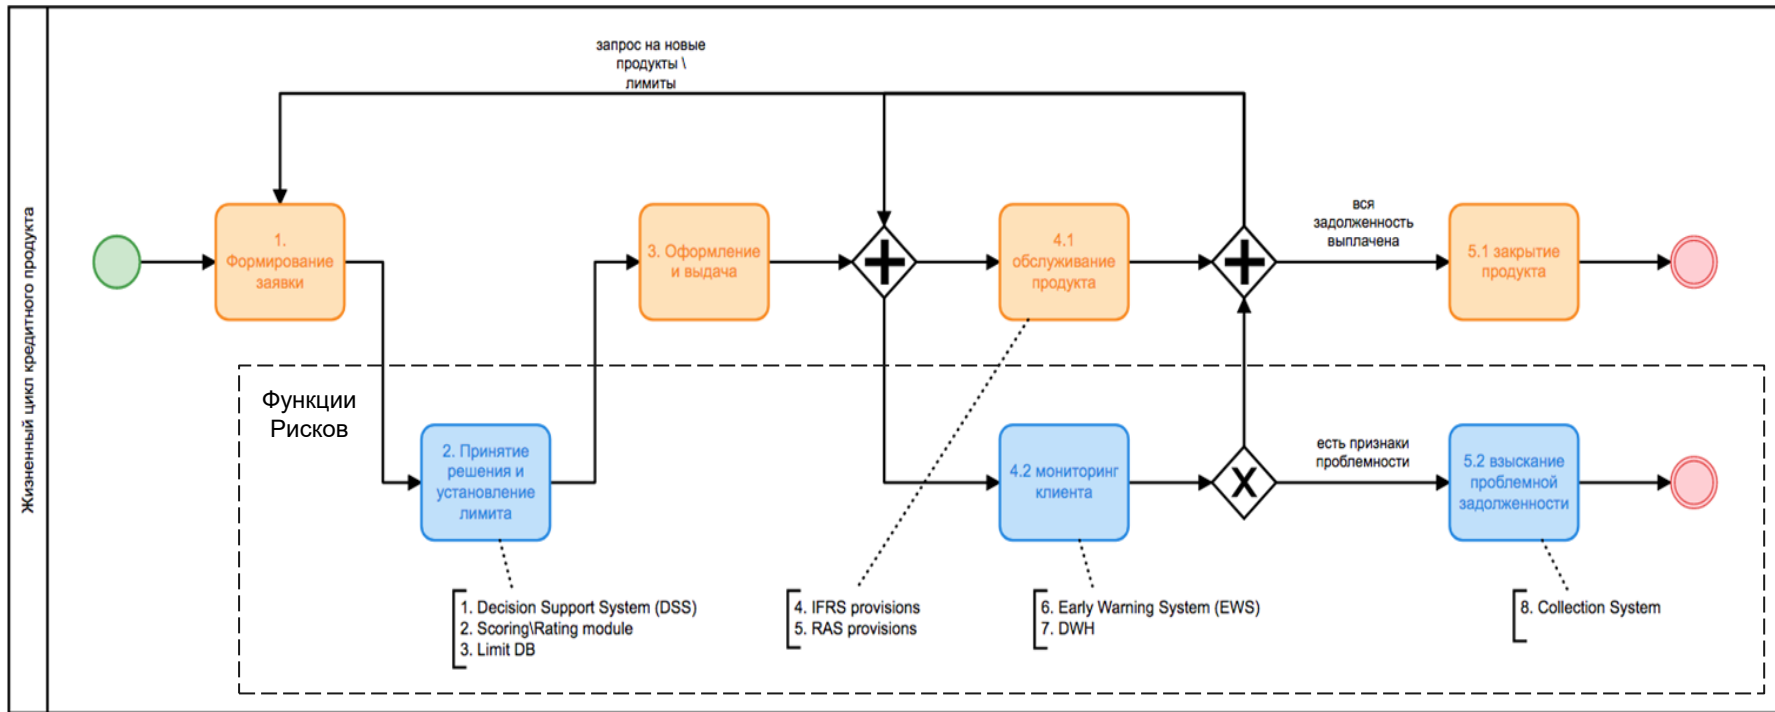 Жизненный цикл кредитного продукта
запрос на новые
продукты \
лимиты
1.
Формирование
заявки
3. Оформление
и выдача
4.1
обслуживание
продукта
вся
задолженность
выплачена
5.1 закрытие
продукта
Функции
Рисков
2. Принятие
решения и
установление
лимита
4.2 мониторинг
клиента
X
есть признаки
проблемности
5.2 взыскание
проблемной
задолженности
1. Decision Support System (DSS)
2. Scoring\Rating module
3. Limit DB
4. IFRS provisions
5. RAS provisions
6. Early Warning System (EWS)
7. DWH
8. Collection System